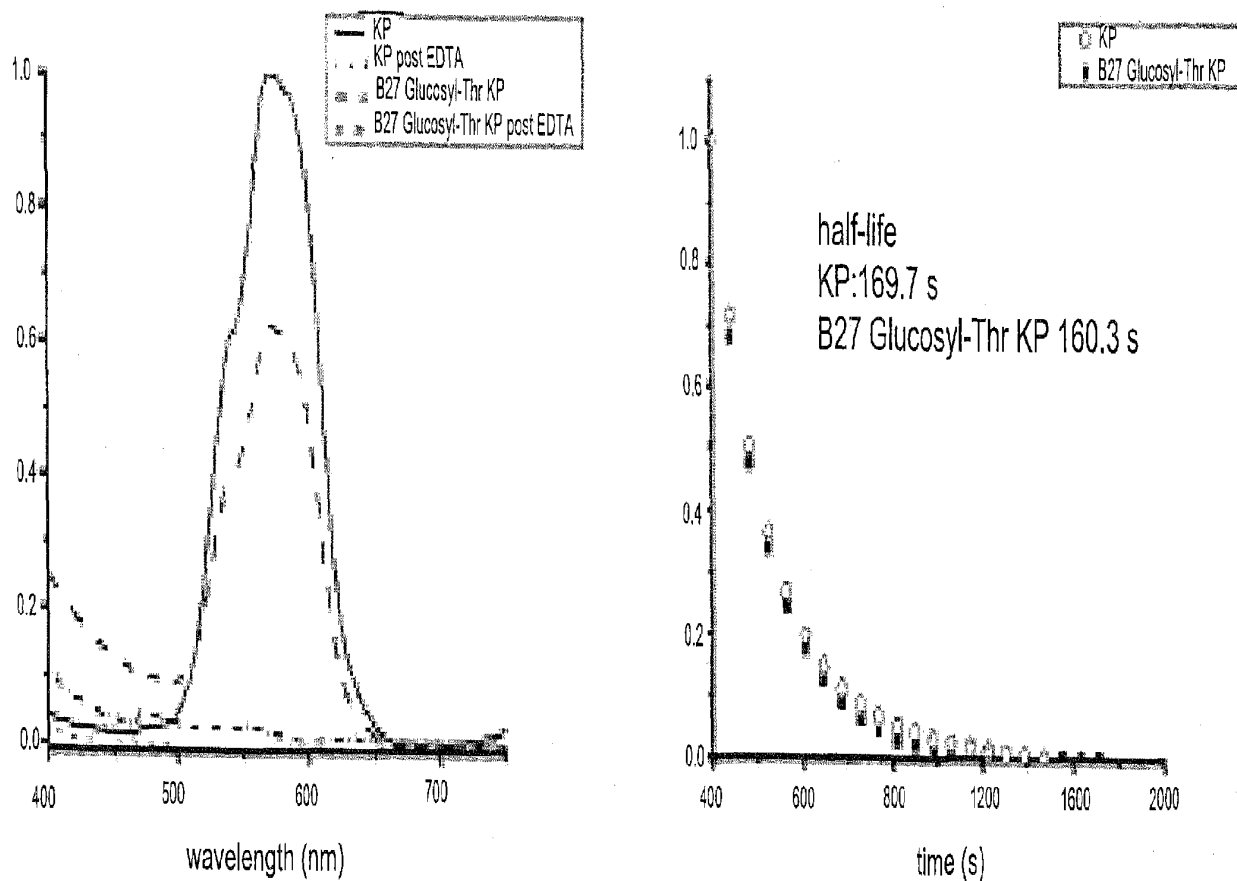 KP
KP post EDTA
B27 Glucosyl-Thr KP
B27 Glucosyl-Thr KP post EDTA
1.0
0.8
0.6
0.4
0.2
0.0
400
500
600
700
wavelength (nm)
KP
B27 Glucosyl-Thr KP
1.0
0.8
0.6
0.4
0.2
0.0
half-life
KP:169.7 s
B27 Glucosyl-Thr KP 160.3 s
400
600
800
1000
1200
1600
2000
time (s)